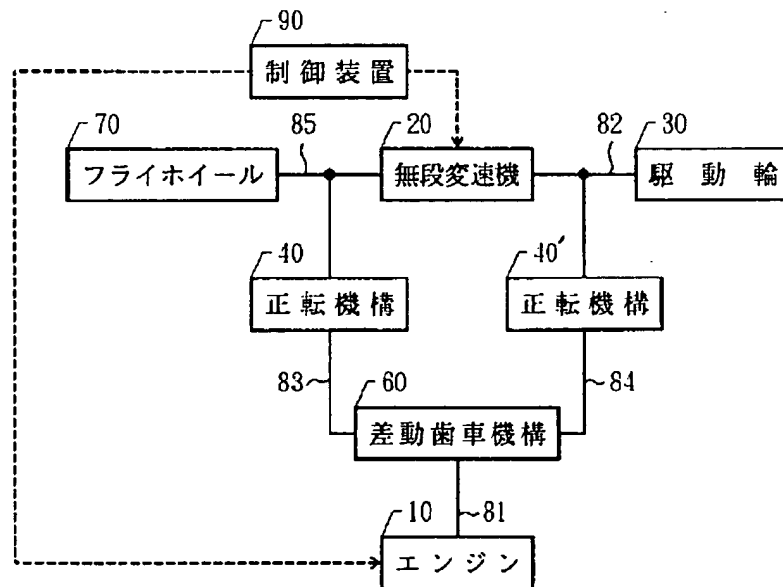 90
制御装置
70
85
20
82
30
フライホイール
無段変速機
駆動輪
40
40′
正転機構
正転機構
83
60
84
差動歯車機構
10
81
エンジン